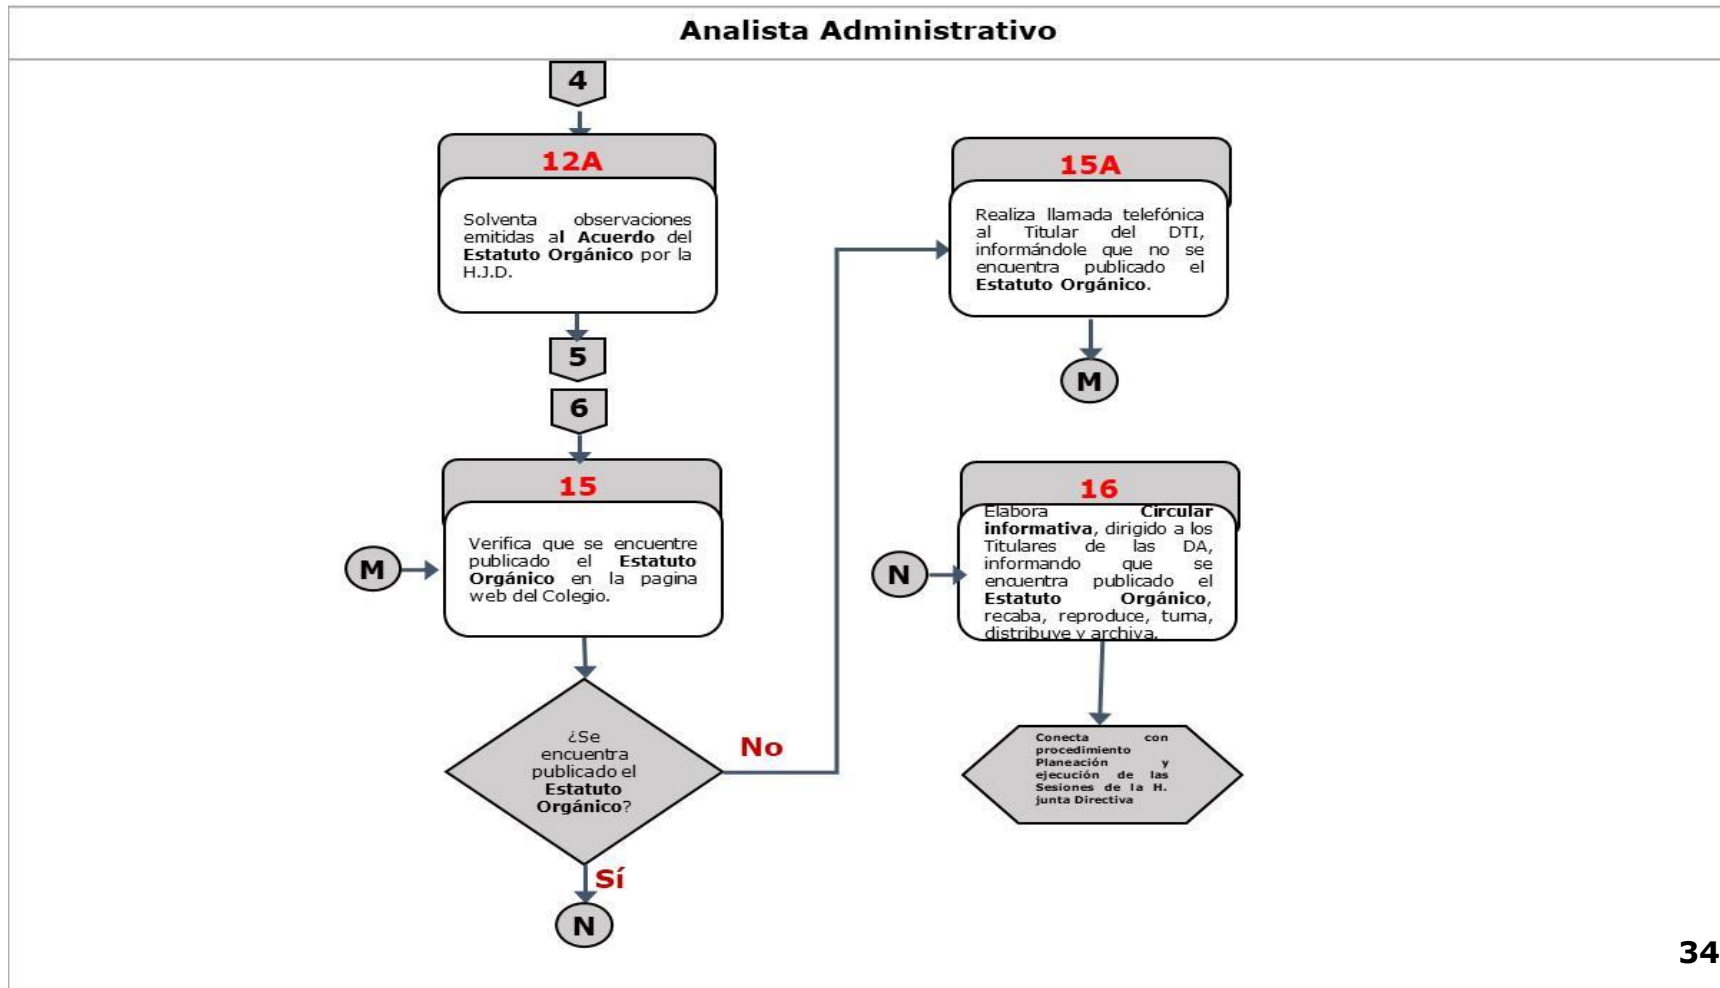 Analista Administrativo
4
12A
Solventa observaciones
emitidas al Acuerdo del
Estatuto Orgánico por la
H.J.D.
5
6
15
M
Verifica que se encuentre
publicado el Estatuto
Orgánico en la pagina
web del Colegio.
¿Se
encuentra
publicado el
Estatuto
Orgánico?
No
Sí
N
15A
Realiza llamada telefónica
al Titular del DTI,
informándole que no se
encuentra publicado el
Estatuto Orgánico.
M
16
N
Elabora Circular
informativa, dirigido a los
Titulares de las DA,
informando que se
encuentra publicado el
Estatuto Orgánico,
recaba, reproduce, turna,
distribuye y archiva.
Conecta con
procedimiento
Planeación y
ejecución de las
Sesiones de la H.
junta Directiva
34